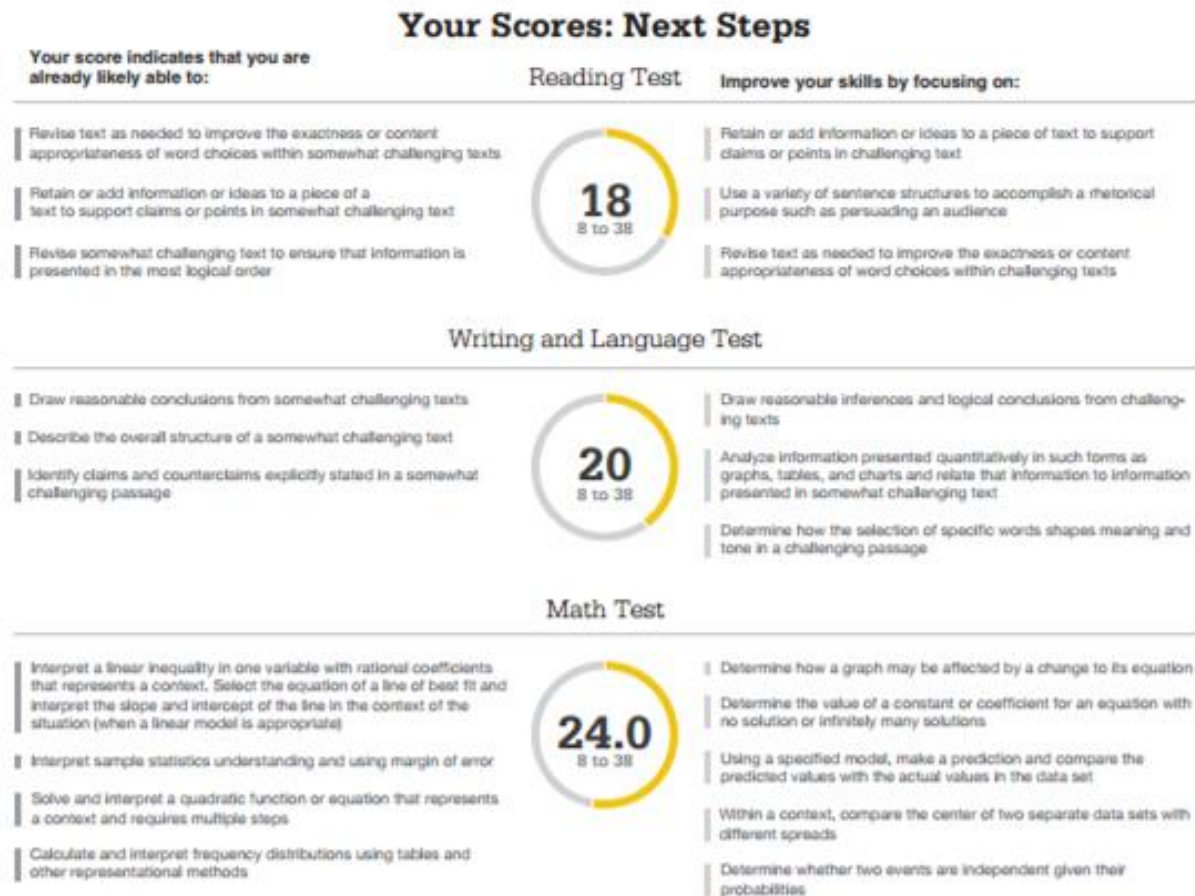 Your Scores: Next Steps
Your score indicates that you are
already likely able to:
Reading Test
Improve your skills by focusing on:
Revise text as needed to improve the exactness or content
appropriateness of word choices within somewhat challenging texts
Retain or add information or ideas to a piece of a
text to support claims or points in somewhat challenging text
Revise somewhat challenging text to ensure that information is
presented in the most logical order
18
8 to 38
Retain or add information or ideas to a piece of text to support
claims or points in challenging text
Use a variety of sentence structures to accomplish a rhetorical
purpose such as persuading an audience
Revise text as needed to improve the exactness or content
appropriateness of word choices within challenging texts
Writing and Language Test
Draw reasonable conclusions from somewhat challenging texts
Describe the overall structure of a somewhat challenging text
Identify claims and counterclaims explicitly stated in a somewhat
challenging passage
20
8 to 38
Draw reasonable inferences and logical conclusions from challeng-
ing texts
Analyze information presented quantitatively in such forms as
graphs, tables, and charts and relate that information to information
presented in somewhat challenging text
Determine how the selection of specific words shapes meaning and
tone in a challenging passage
Math Test
Interpret a linear inequality in one variable with rational coefficients
that represents a context. Select the equation of a line of best fit and
interpret the slope and intercept of the line in the context of the
situation (when a linear model is appropriate)
Interpret sample statistics understanding and using margin of error
Solve and interpret a quadratic function or equation that represents
a context and requires multiple steps
Calculate and interpret frequency distributions using tables and
other representational methods
24.0
8 to 38
Determine how a graph may be affected by a change to its equation
Determine the value of a constant or coefficient for an equation with
no solution or infinitely many solutions
Using a specified model, make a prediction and compare the
predicted values with the actual values in the data set
Within a context, compare the center of two separate data sets with
different spreads
Determine whether two events are independent given their
probabilities